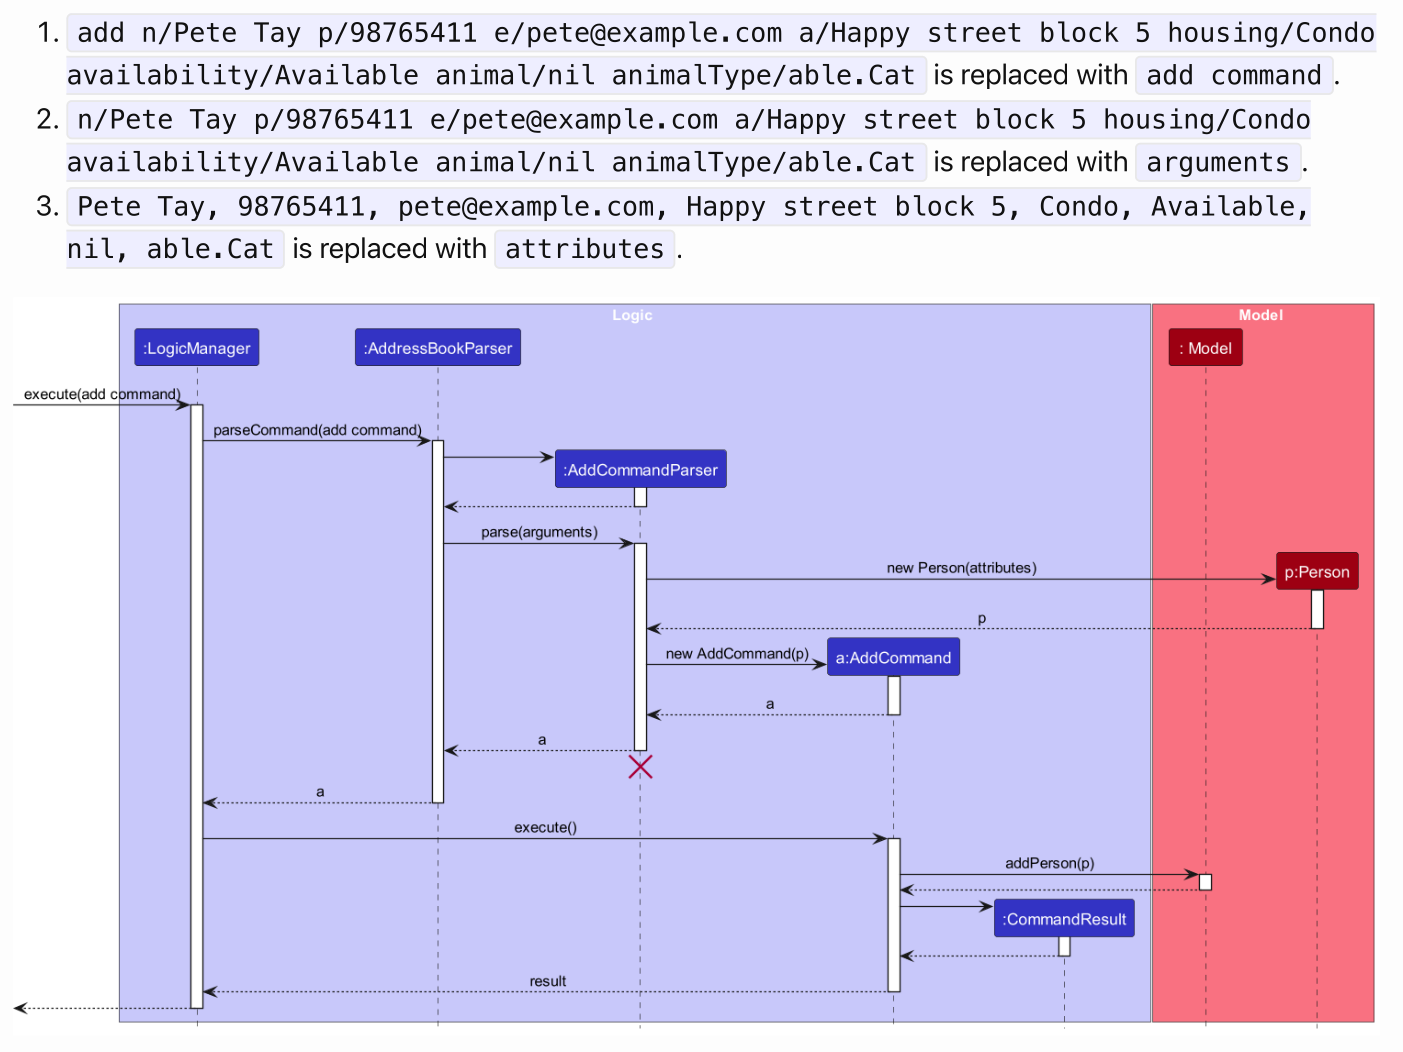 1. add n/Pete Tay p/98765411 e/pete@example.com a/Happy street block 5 housing/Condo
availability/Available animal/nil animalType/able.Cat is replaced with add command.
2. n/Pete Tay p/98765411 e/pete@example.com a/Happy street block 5 housing/Condo
availability/Available animal/nil animalType/able.Cat is replaced with arguments.
3. Pete Tay, 98765411, pete@example.com, Happy street block 5, Condo, Available,
nil, able.Cat is replaced with attributes.
Logic
Model
:LogicManager
:AddressBookParser
: Model
execute(add command)
parseCommand(add command)
:AddCommandParser
parse(arguments)
new Person(attributes)
p:Person
p
new AddCommand(p)
a:AddCommand
a
a
a
execute()
addPerson(p)
:CommandResult
result